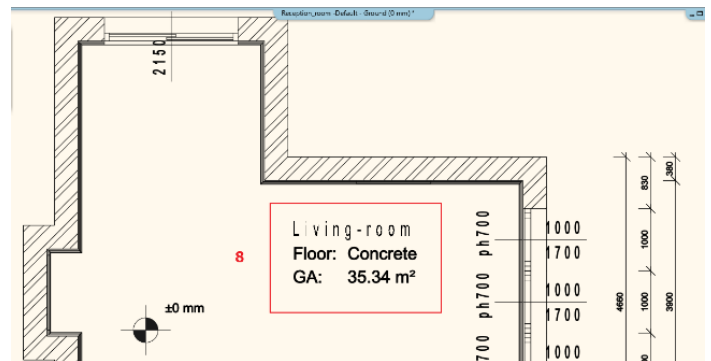 Reception_room -Default - Ground (0 mm) *
2150
Living-room
Floor: Concrete
GA: 35.34 m²
8
±0 mm
ph700
1000
1700
ph700
1000
1700
700
1000
4660
830
1000
1000
380
3900